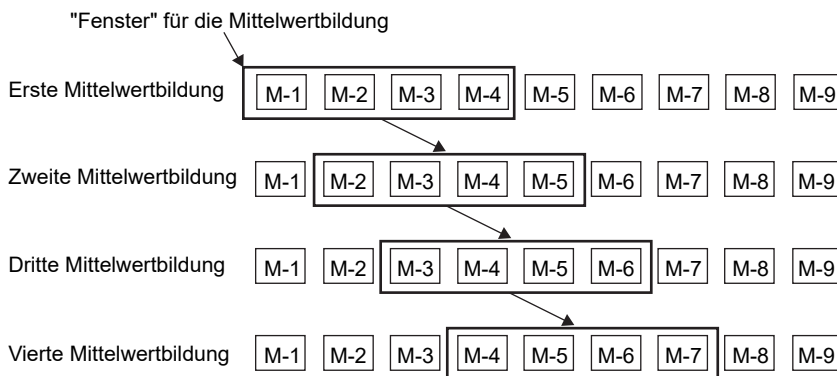 "Fenster" für die Mittelwertbildung
Erste Mittelwertbildung M-1 M-2 M-3 M-4 M-5 M-6 M-7 M-8 M-9
Zweite Mittelwertbildung M-1 M-2 M-3 M-4 M-5 M-6 M-7 M-8 M-9
Dritte Mittelwertbildung M-1 M-2 M-3 M-4 M-5 M-6 M-7 M-8 M-9
Vierte Mittelwertbildung M-1 M-2 M-3 M-4 M-5 M-6 M-7 M-8 M-9